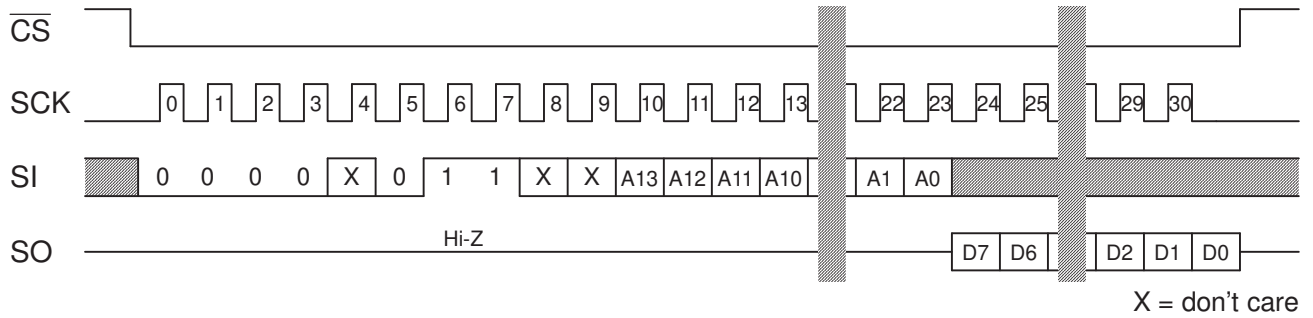 CS
SCK 0 1 2 3 4 5 6 7 8 9 10 11 12 13 22 23 24 25 29 30
SI 0 0 0 0 X 0 1 1 X X A13 A12 A11 A10 A1 A0
SO Hi-Z D7 D6 D2 D1 D0
X = don't care